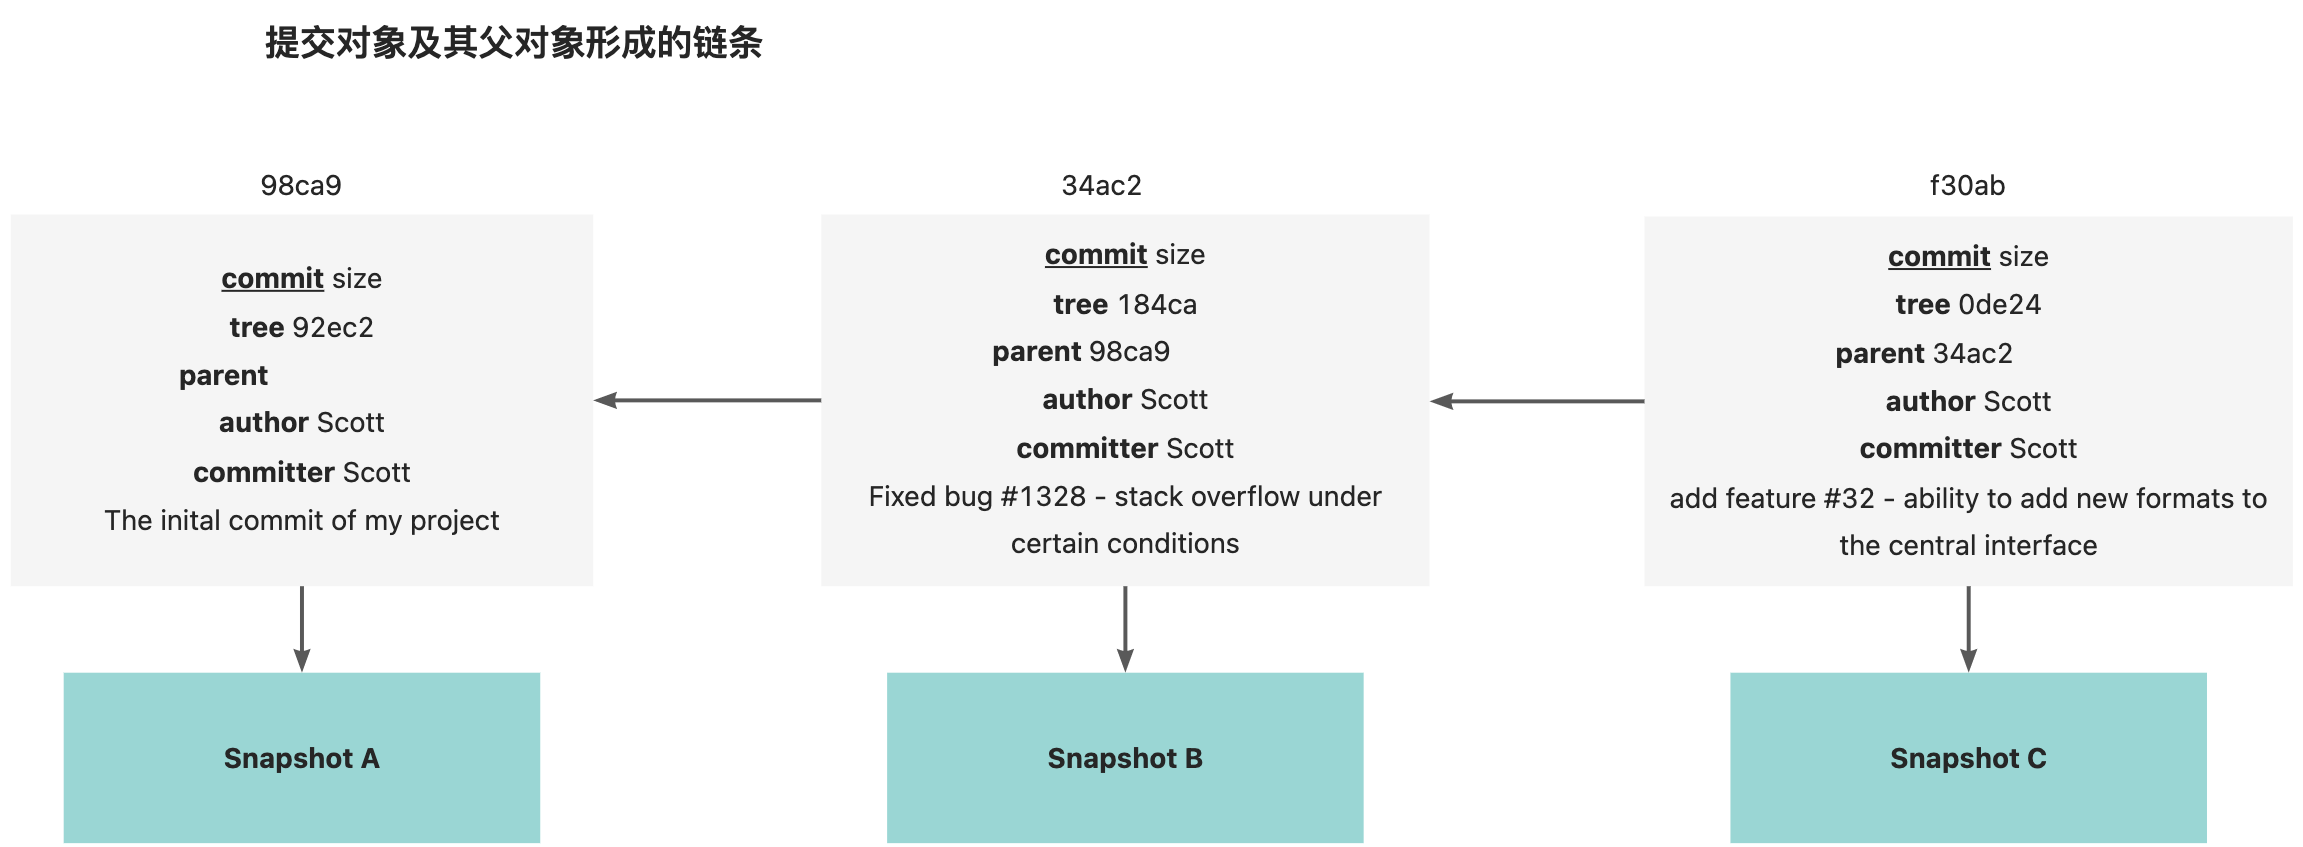 提交对象及其父对象形成的链条
98ca9
commit size
tree 92ec2
parent
author Scott
committer Scott
The inital commit of my project
Snapshot A
34ac2
commit size
tree 184ca
parent 98ca9
author Scott
committer Scott
Fixed bug #1328 - stack overflow under
certain conditions
Snapshot B
f30ab
commit size
tree 0de24
parent 34ac2
author Scott
committer Scott
add feature #32 - ability to add new formats to
the central interface
Snapshot C